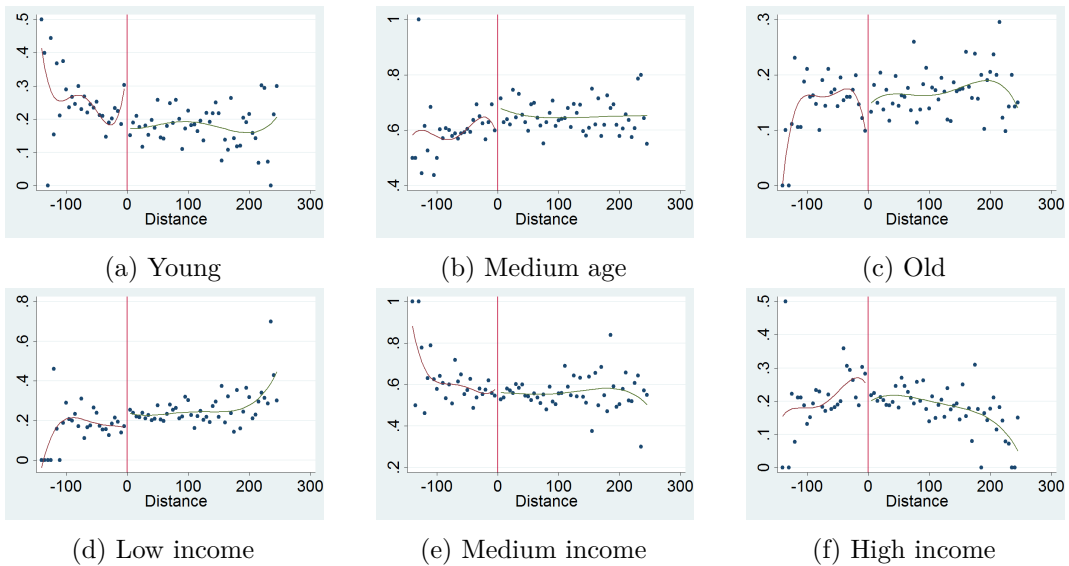 .5
.4
.3
.2
.1
0
-100 0 100 200 300
Distance
(a) Young
1
.8
.6
.4
-100 0 100 200 300
Distance
(b) Medium age
.3
.2
.1
0
-100 0 100 200 300
Distance
(c) Old
.8
.6
.4
.2
0
-100 0 100 200 300
Distance
(d) Low income
1
.8
.6
.4
.2
-100 0 100 200 300
Distance
(e) Medium income
.5
.4
.3
.2
.1
0
-100 0 100 200 300
Distance
(f) High income